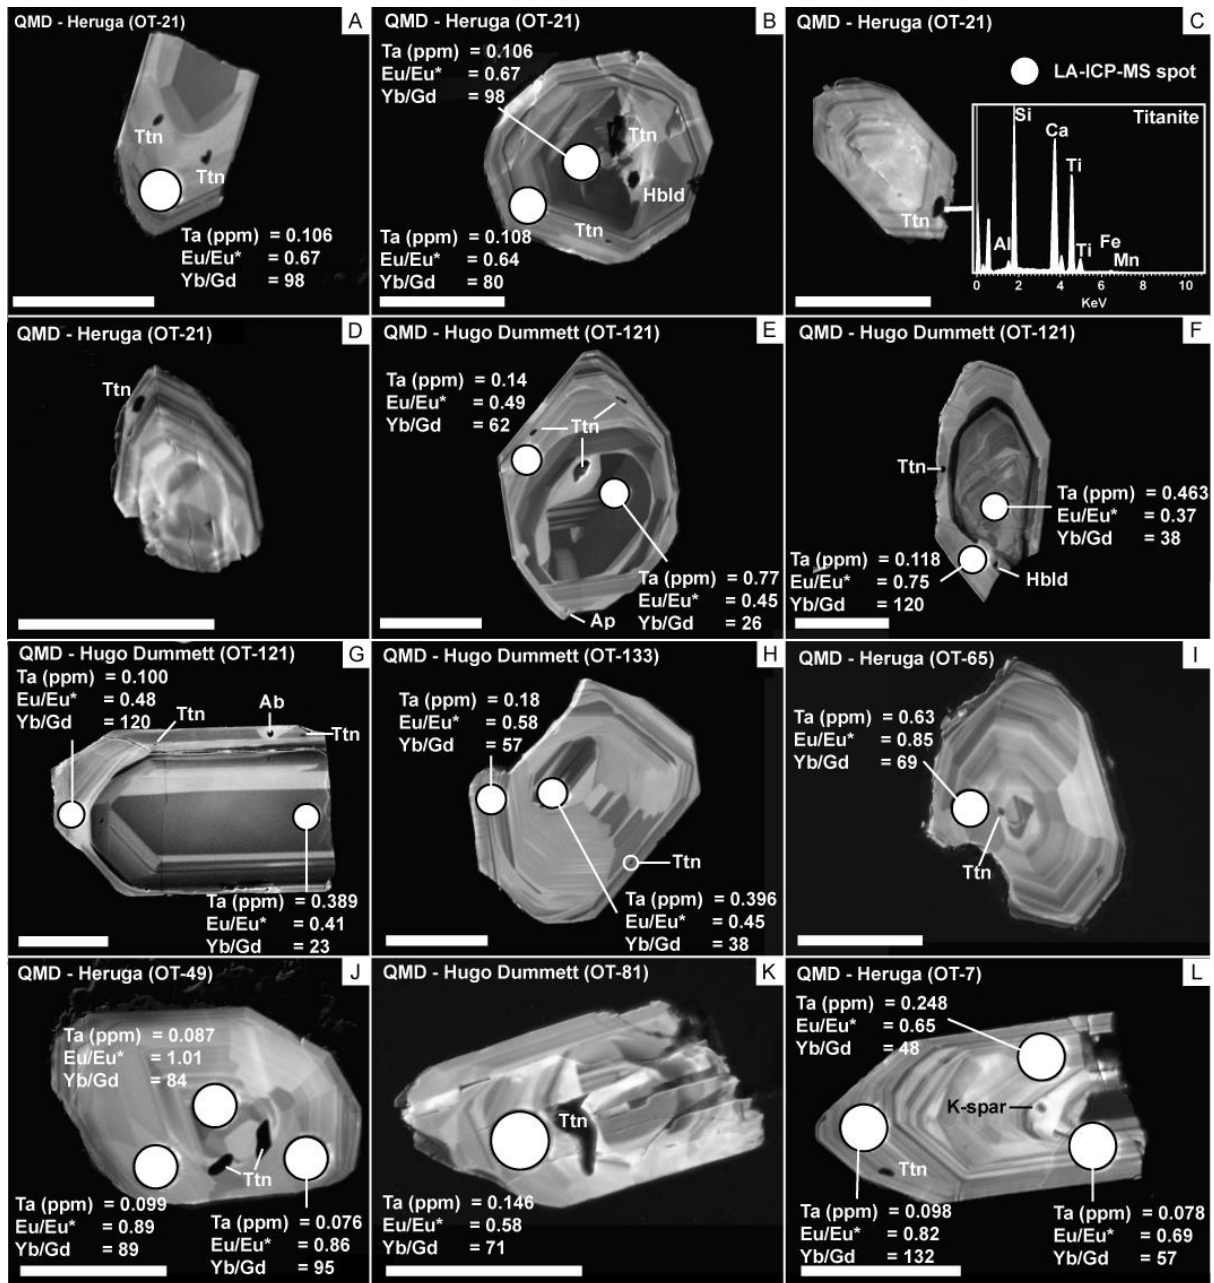 QMD - Heruga (OT-21)
A
Ttn
Ttn
Ta (ppm) = 0.106
Eu/Eu* = 0.67
Yb/Gd = 98
QMD - Heruga (OT-21)
B
Ta (ppm) = 0.106
Eu/Eu* = 0.67
Yb/Gd = 98
Ttn
Hbld
Ttn
Ta (ppm) = 0.108
Eu/Eu* = 0.64
Yb/Gd = 80
QMD - Heruga (OT-21)
C
LA-ICP-MS spot
Titanite
Si
Ca
Ti
Al
Ti
Fe
Mn
Ttn
0 2 4 6 8 10
KeV
QMD - Heruga (OT-21)
D
Ttn
QMD - Hugo Dummett (OT-121)
E
Ta (ppm) = 0.14
Eu/Eu* = 0.49
Yb/Gd = 62
Ttn
Ta (ppm) = 0.77
Eu/Eu* = 0.45
Yb/Gd = 26
Ap
QMD - Hugo Dummett (OT-121)
F
Ttn
Ta (ppm) = 0.463
Eu/Eu* = 0.37
Yb/Gd = 38
Ta (ppm) = 0.118
Eu/Eu* = 0.75
Yb/Gd = 120
Hbld
QMD - Hugo Dummett (OT-121)
G
Ta (ppm) = 0.100
Eu/Eu* = 0.48
Yb/Gd = 120
Ttn
Ab
Ttn
Ta (ppm) = 0.389
Eu/Eu* = 0.41
Yb/Gd = 23
QMD - Hugo Dummett (OT-133)
H
Ta (ppm) = 0.18
Eu/Eu* = 0.58
Yb/Gd = 57
Ttn
Ta (ppm) = 0.396
Eu/Eu* = 0.45
Yb/Gd = 38
QMD - Heruga (OT-65)
I
Ta (ppm) = 0.63
Eu/Eu* = 0.85
Yb/Gd = 69
Ttn
QMD - Heruga (OT-49)
J
Ta (ppm) = 0.087
Eu/Eu* = 1.01
Yb/Gd = 84
Ttn
Ta (ppm) = 0.099
Eu/Eu* = 0.89
Yb/Gd = 89
Ta (ppm) = 0.076
Eu/Eu* = 0.86
Yb/Gd = 95
QMD - Hugo Dummett (OT-81)
K
Ttn
Ta (ppm) = 0.146
Eu/Eu* = 0.58
Yb/Gd = 71
QMD - Heruga (OT-7)
L
Ta (ppm) = 0.248
Eu/Eu* = 0.65
Yb/Gd = 48
K-spar
Ttn
Ta (ppm) = 0.098
Eu/Eu* = 0.82
Yb/Gd = 132
Ta (ppm) = 0.078
Eu/Eu* = 0.69
Yb/Gd = 57